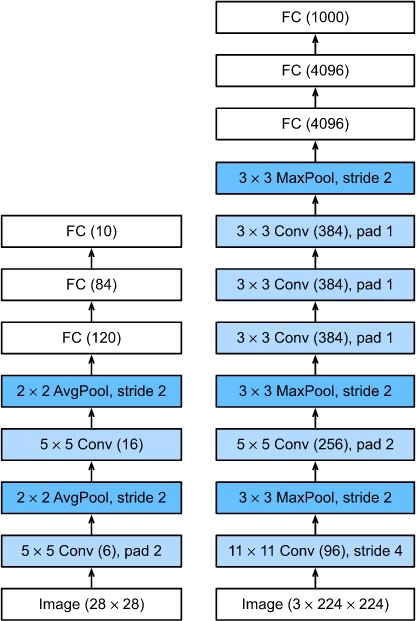 FC (10)
FC (84)
FC (120)
2 × 2 AvgPool, stride 2
5 × 5 Conv (16)
2 × 2 AvgPool, stride 2
5 × 5 Conv (6), pad 2
Image (28 × 28)
FC (1000)
FC (4096)
FC (4096)
3 × 3 MaxPool, stride 2
3 × 3 Conv (384), pad 1
3 × 3 Conv (384), pad 1
3 × 3 Conv (384), pad 1
3 × 3 MaxPool, stride 2
5 × 5 Conv (256), pad 2
3 × 3 MaxPool, stride 2
11 × 11 Conv (96), stride 4
Image (3 × 224 × 224)